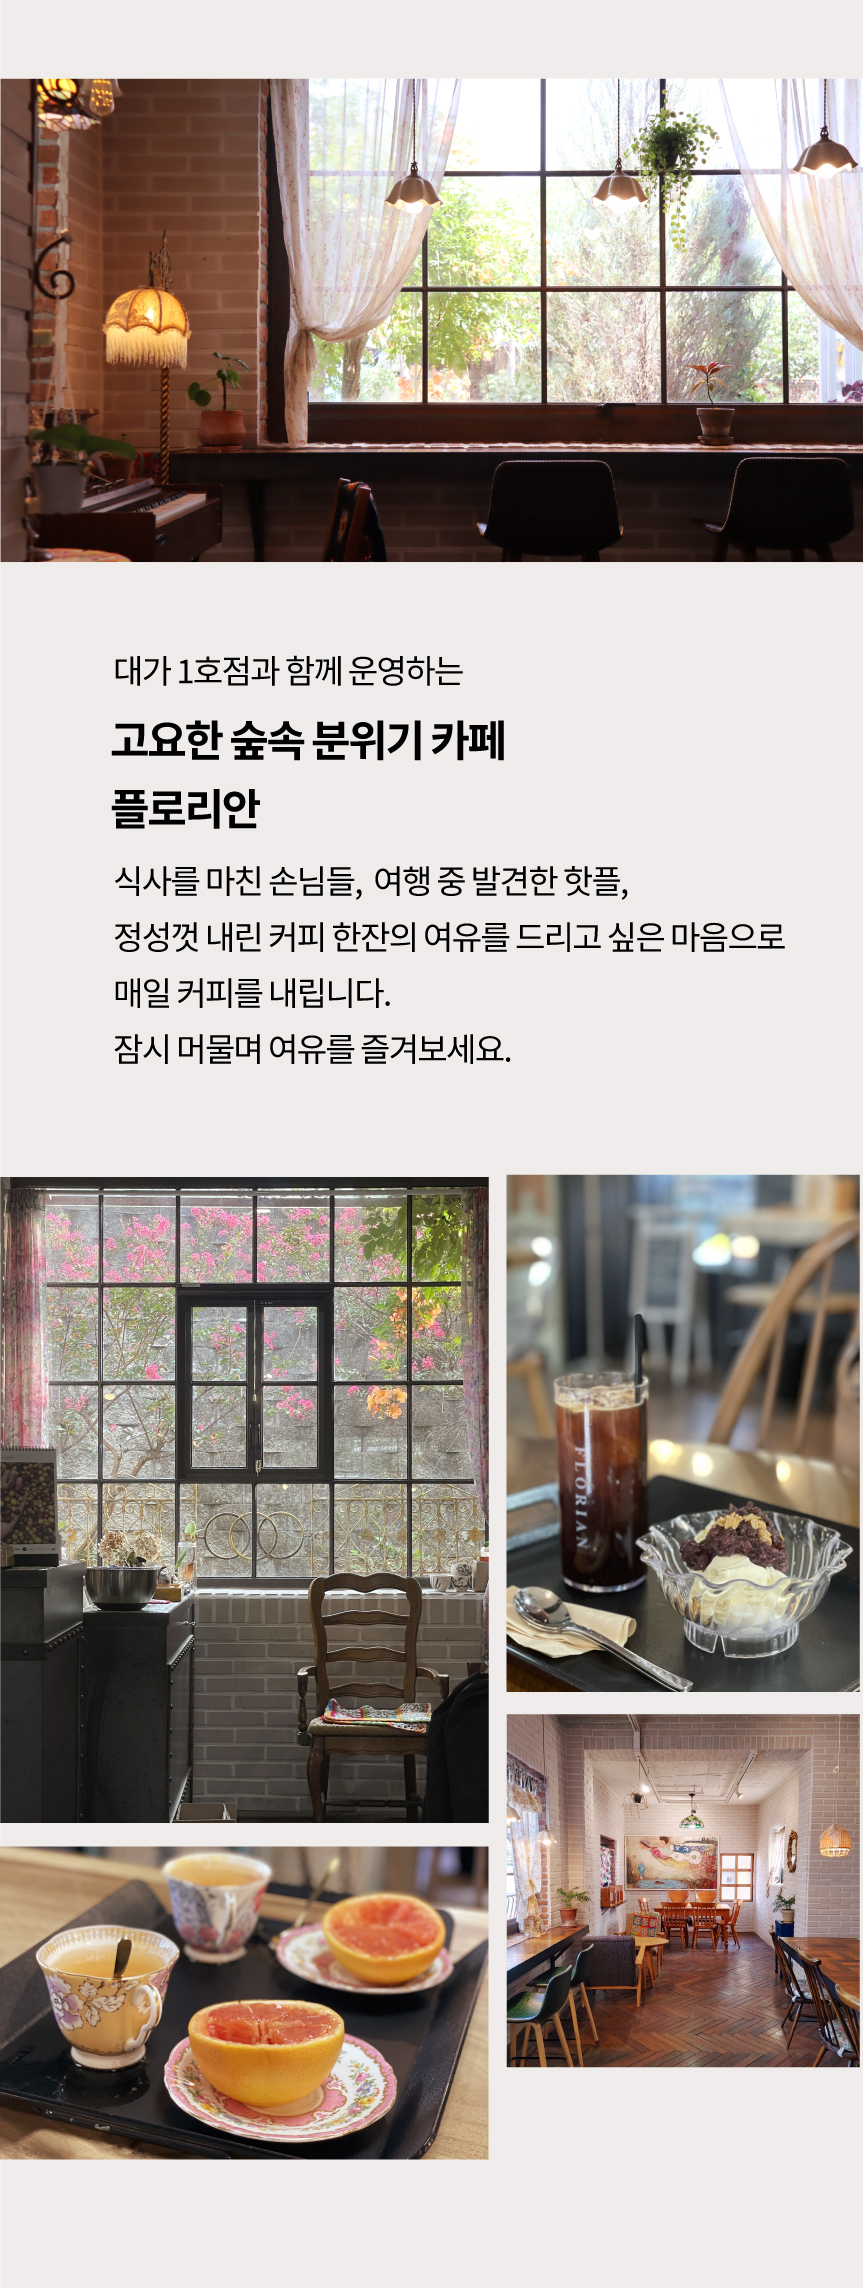 대가 1호점과 함께 운영하는
고요한 숲속 분위기 카페
플로리안
식사를 마친 손님들, 여행 중 발견한 핫플,
정성껏 내린 커피 한잔의 여유를 드리고 싶은 마음으로
매일 커피를 내립니다.
잠시 머물며 여유를 즐겨보세요.
FLORIAN